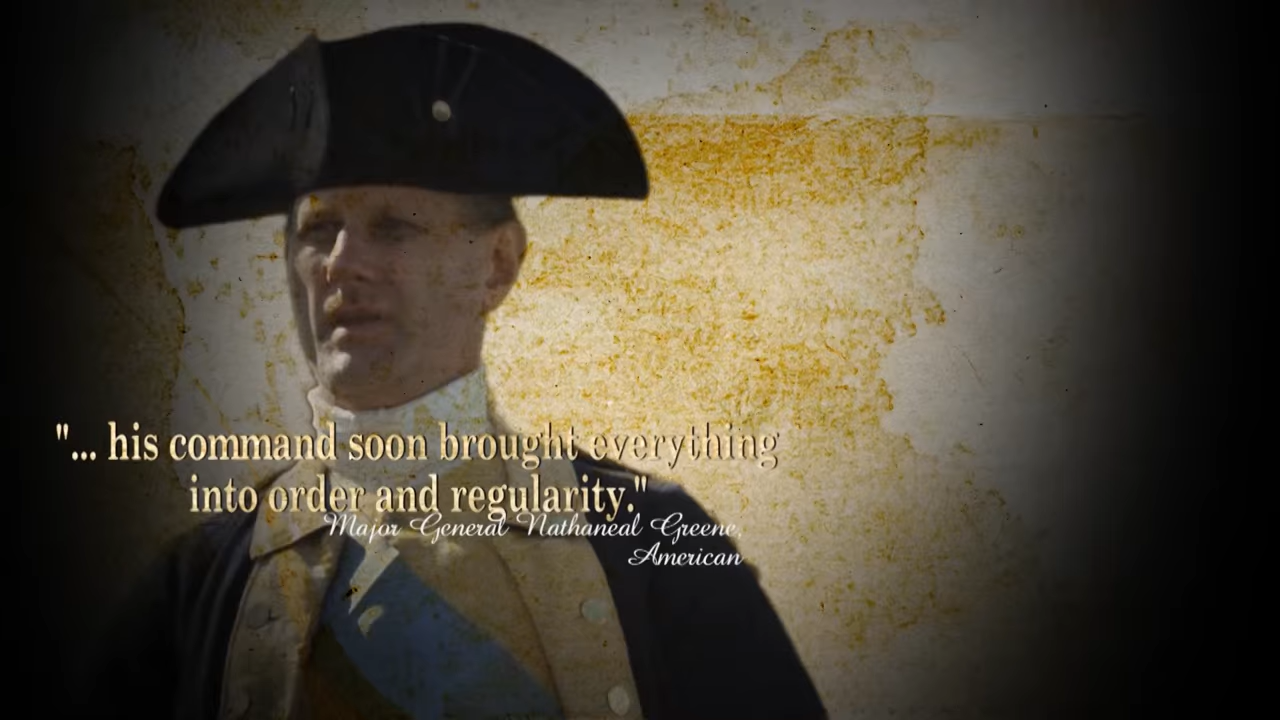 "... his command soon brought everything
into order and regularity."
Major General Nathaneal Greene,
American